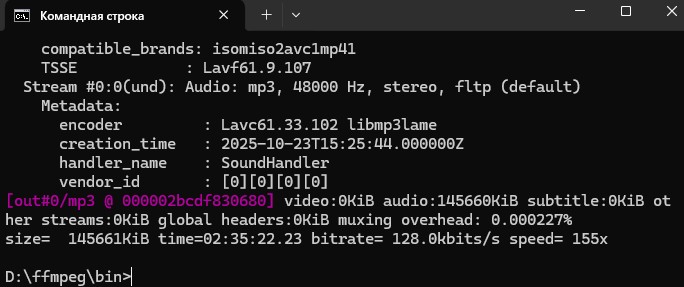 Командная строка
compatible_brands: isomiso2avc1mp41
TSSE            : Lavf61.9.107
Stream #0:0(und): Audio: mp3, 48000 Hz, stereo, fltp (default)
Metadata:
encoder         : Lavc61.33.102 libmp3lame
creation_time   : 2025-10-23T15:25:44.000000Z
handler_name    : SoundHandler
vendor_id       : [0][0][0][0]
[out#0/mp3 @ 000002bcdf830680] video:0KiB audio:145660KiB subtitle:0KiB ot
her streams:0KiB global headers:0KiB muxing overhead: 0.000227%
size=  145661KiB time=02:35:22.23 bitrate= 128.0kbits/s speed= 155x
D:\ffmpeg\bin>